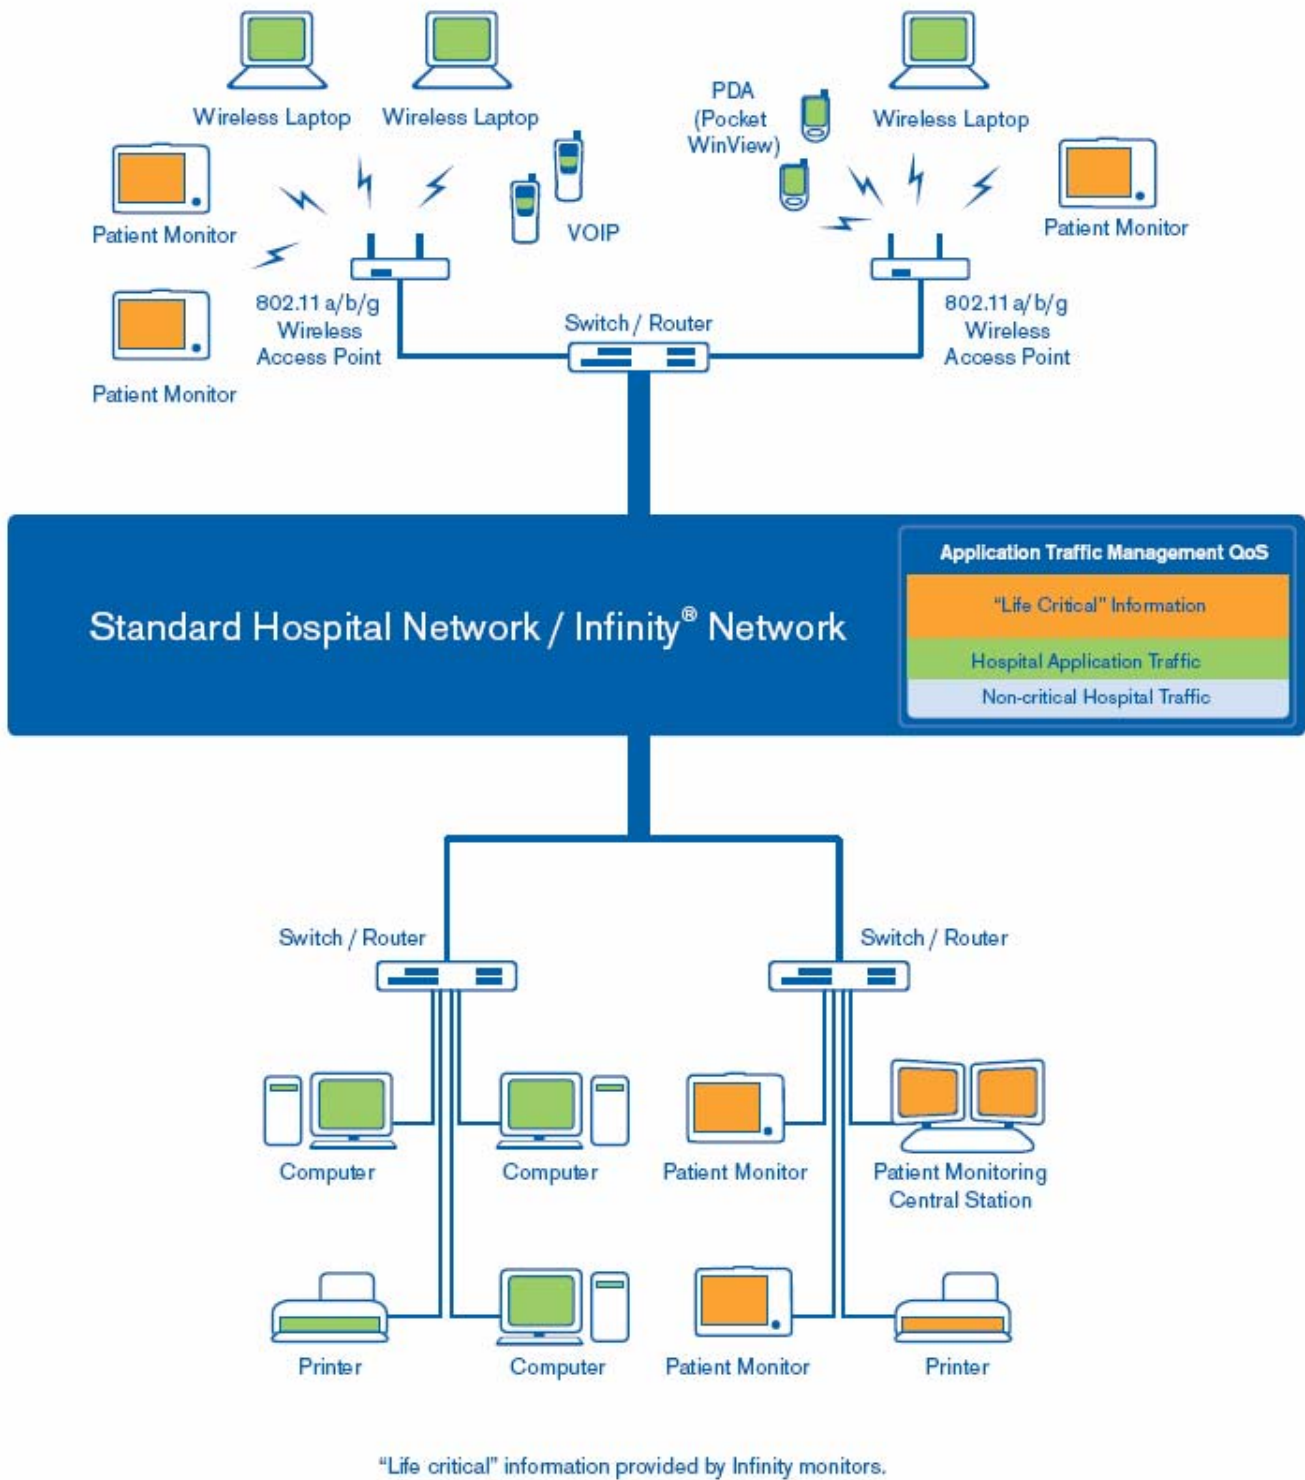 Wireless Laptop
Wireless Laptop
PDA
(Pocket
WinView)
Wireless Laptop
Patient Monitor
VOIP
Patient Monitor
802.11 a/b/g
Wireless
Access Point
Switch / Router
802.11 a/b/g
Wireless
Access Point
Patient Monitor
Standard Hospital Network / Infinity® Network
Application Traffic Management QoS
"Life Critical" Information
Hospital Application Traffic
Non-critical Hospital Traffic
Switch / Router
Switch / Router
Computer
Computer
Patient Monitor
Patient Monitoring
Central Station
Printer
Computer
Patient Monitor
Printer
"Life critical" information provided by Infinity monitors.